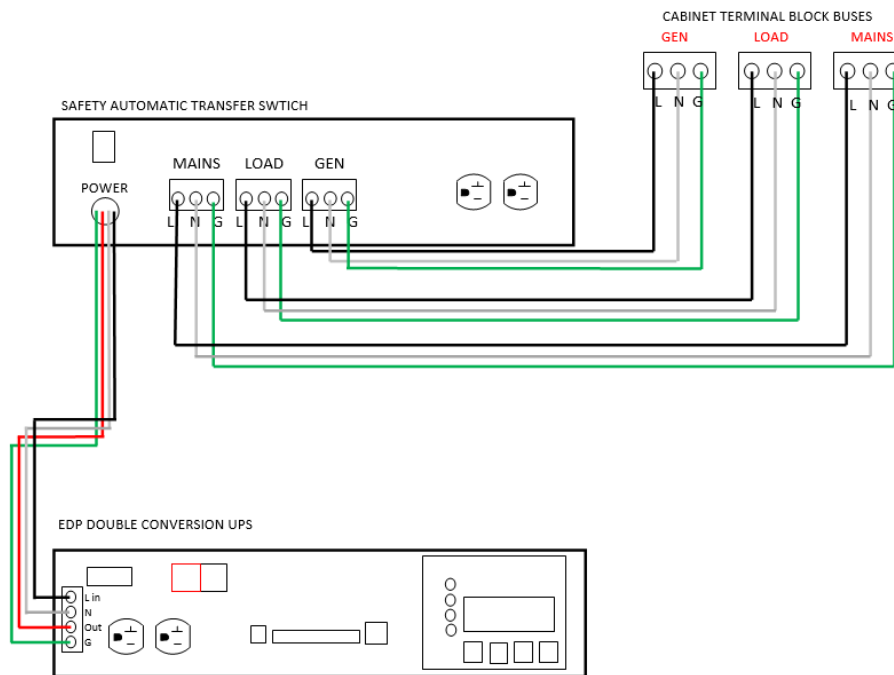 CABINET TERMINAL BLOCK BUSES
GEN LOAD MAINS
L N G L N G L N G
SAFETY AUTOMATIC TRANSFER SWTICH
MAINS LOAD GEN
POWER
L N G L N G L N G
EDP DOUBLE CONVERSION UPS
L in
N
Out
G